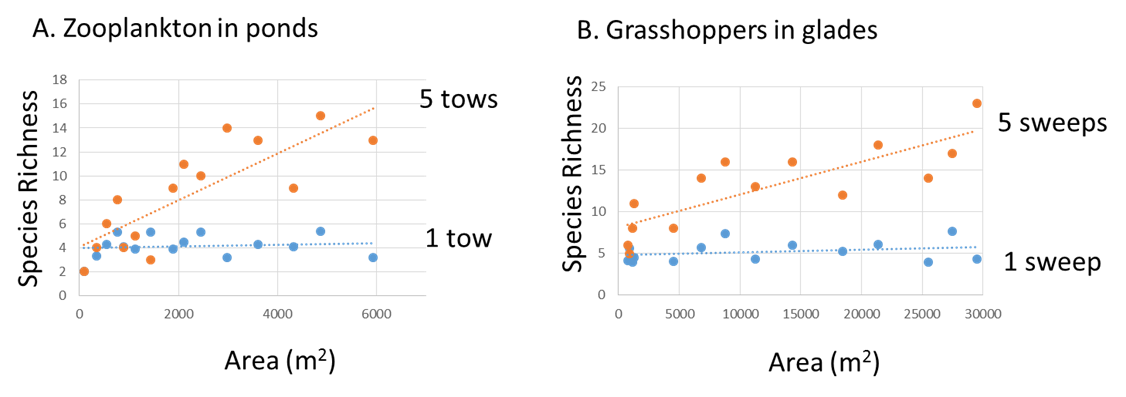 A. Zooplankton in ponds
Species Richness
18
16
14
12
10
8
6
4
2
0
0 2000 4000 6000
5 tows
1 tow
Area (m²)
B. Grasshoppers in glades
Species Richness
25
20
15
10
5
0
0 5000 10000 15000 20000 25000 30000
5 sweeps
1 sweep
Area (m²)